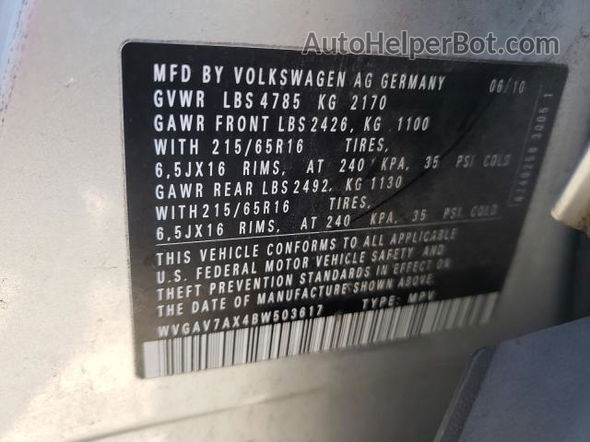 AutoHelperBot.com
MFD BY VOLKSWAGEN AG GERMANY 06/10
GVWR LBS 4785 KG 2170
GAWR FRONT LBS 2426, KG 1100
WITH 215/65R16 TIRES,
6,5JX16 RIMS, AT 240 KPA, 35 PSI COLD
GAWR REAR LBS 2492, KG 1130
WITH 215/65R16 TIRES,
6,5JX16 RIMS, AT 240 KPA, 35 PSI COLD
THIS VEHICLE CONFORMS TO ALL APPLICABLE
U.S. FEDERAL MOTOR VEHICLE SAFETY AND
THEFT PREVENTION STANDARDS IN EFFECT ON
THE DATE OF MANUFACTURE SHOWN ABOVE.
WVGAV7AX4BW503617 TYPE: MPV